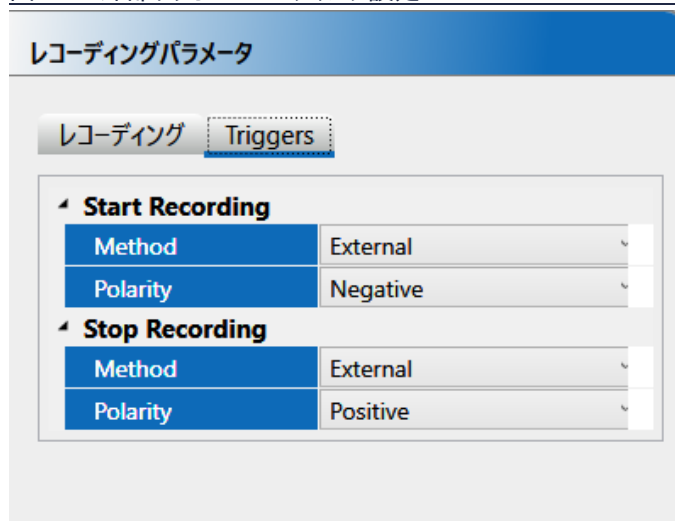 レコーディングパラメータ
レコーディング Triggers
Start Recording
Method External
Polarity Negative
Stop Recording
Method External
Polarity Positive